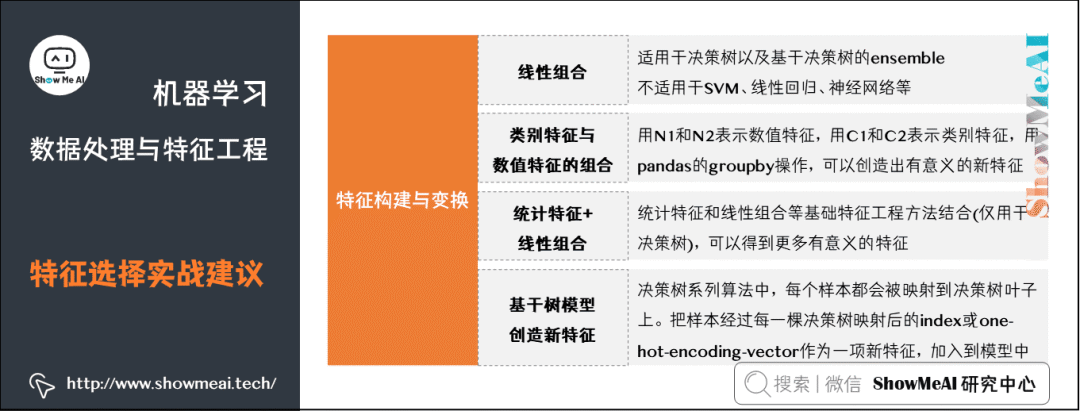 Show Me AI
机器学习
数据处理与特征工程
特征选择实战建议
http://www.showmeai.tech/
特征构建与变换
线性组合
适用于决策树以及基于决策树的ensemble
不适用于SVM、线性回归、神经网络等
类别特征与
数值特征的组合
用N1和N2表示数值特征，用C1和C2表示类别特征，用
pandas的groupby操作，可以创造出有意义的新特征
统计特征+
线性组合
统计特征和线性组合等基础特征工程方法结合(仅用于
决策树)，可以得到更多有意义的特征
基于树模型
创造新特征
决策树系列算法中，每个样本都会被映射到决策树叶子
上。把样本经过每一棵决策树映射后的index或one-
hot-encoding-vector作为一项新特征，加入到模型中
ShowMeAI
搜索 | 微信 ShowMeAI 研究中心